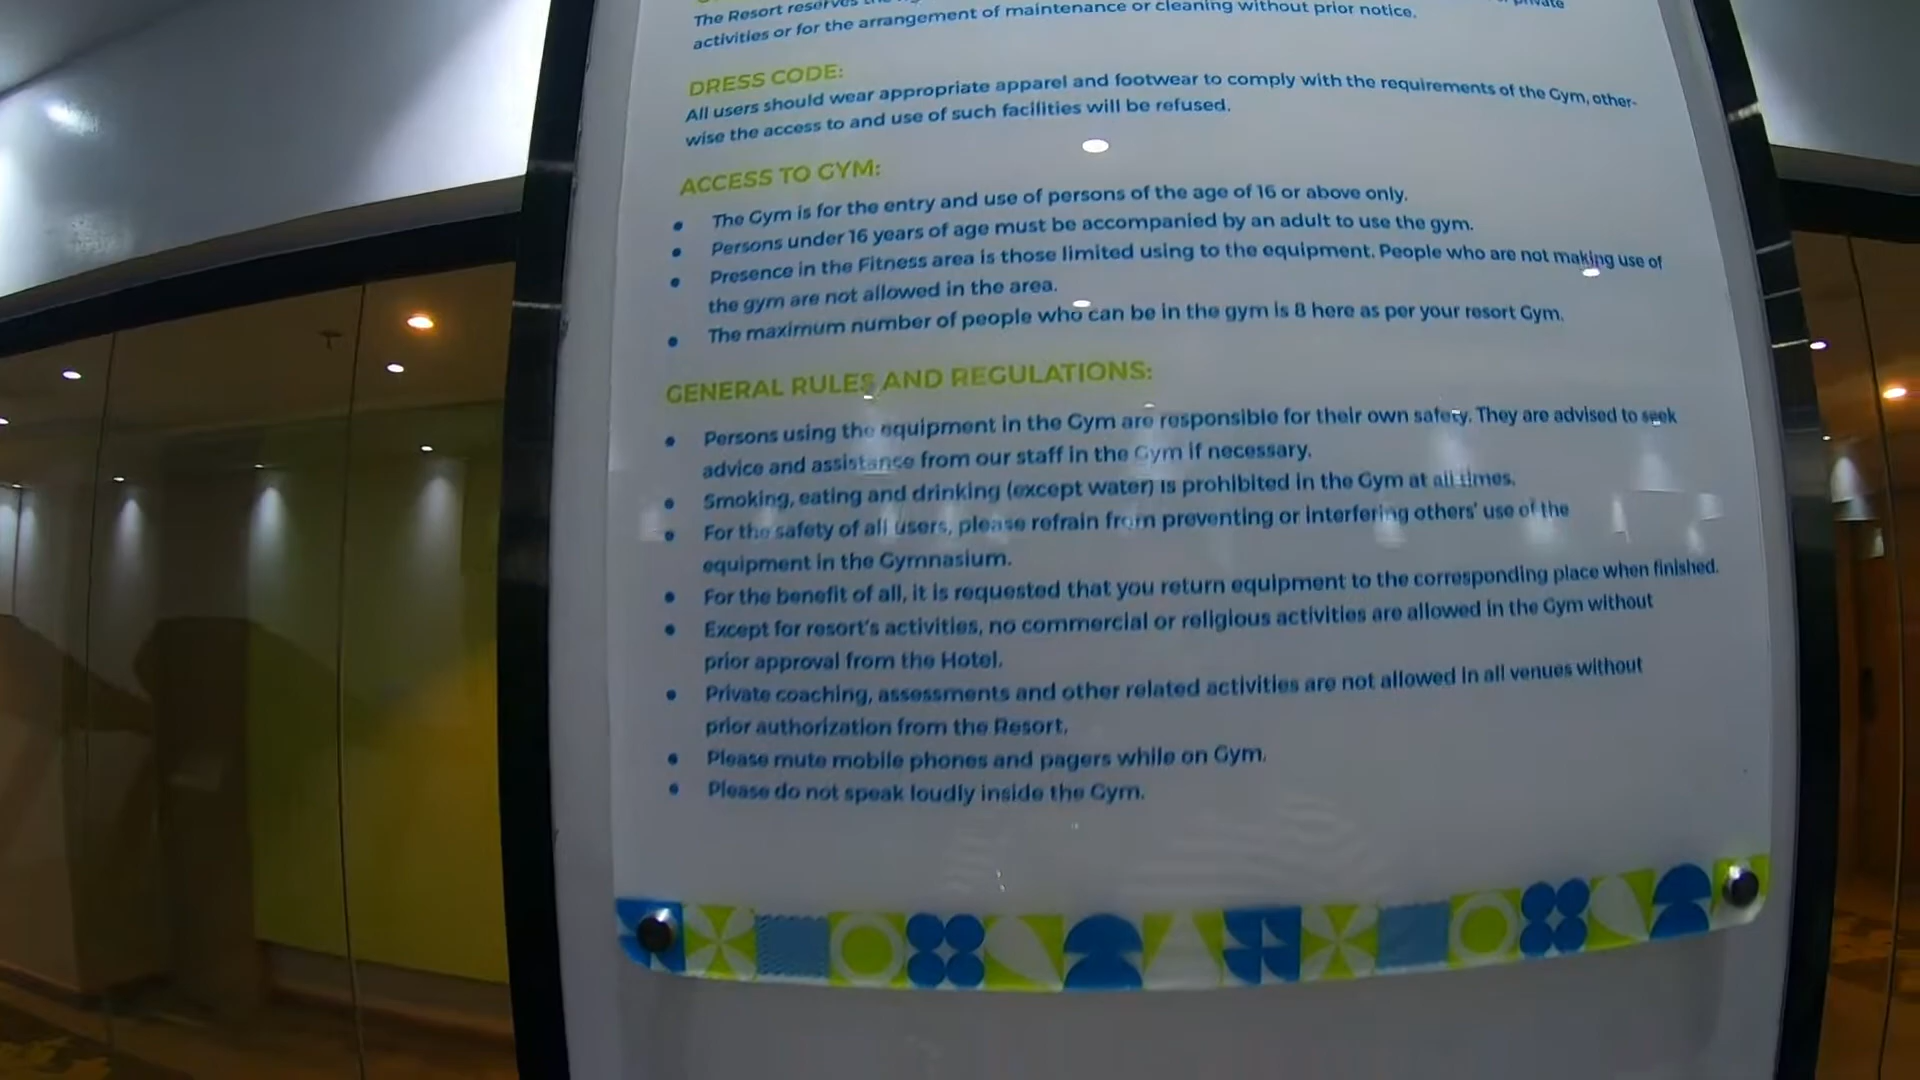 The Resort reserves the private
activities or for the arrangement of maintenance or cleaning without prior notice.
DRESS CODE:
All users should wear appropriate apparel and footwear to comply with the requirements of the Gym, other-
wise the access to and use of such facilities will be refused.
ACCESS TO GYM:
• The Gym is for the entry and use of persons of the age of 16 or above only.
• Persons under 16 years of age must be accompanied by an adult to use the gym.
• Presence in the Fitness area is those limited using to the equipment. People who are not making use of
the gym are not allowed in the area.
• The maximum number of people who can be in the gym is 8 here as per your resort Gym.
GENERAL RULES AND REGULATIONS:
• Persons using the equipment in the Gym are responsible for their own safety. They are advised to seek
advice and assistance from our staff in the Gym if necessary.
• Smoking, eating and drinking (except water) is prohibited in the Gym at all times.
• For the safety of all users, please refrain from preventing or interfering others' use of the
equipment in the Gymnasium.
• For the benefit of all, it is requested that you return equipment to the corresponding place when finished.
• Except for resort's activities, no commercial or religious activities are allowed in the Gym without
prior approval from the Hotel.
• Private coaching, assessments and other related activities are not allowed in all venues without
prior authorization from the Resort.
• Please mute mobile phones and pagers while on Gym.
• Please do not speak loudly inside the Gym.